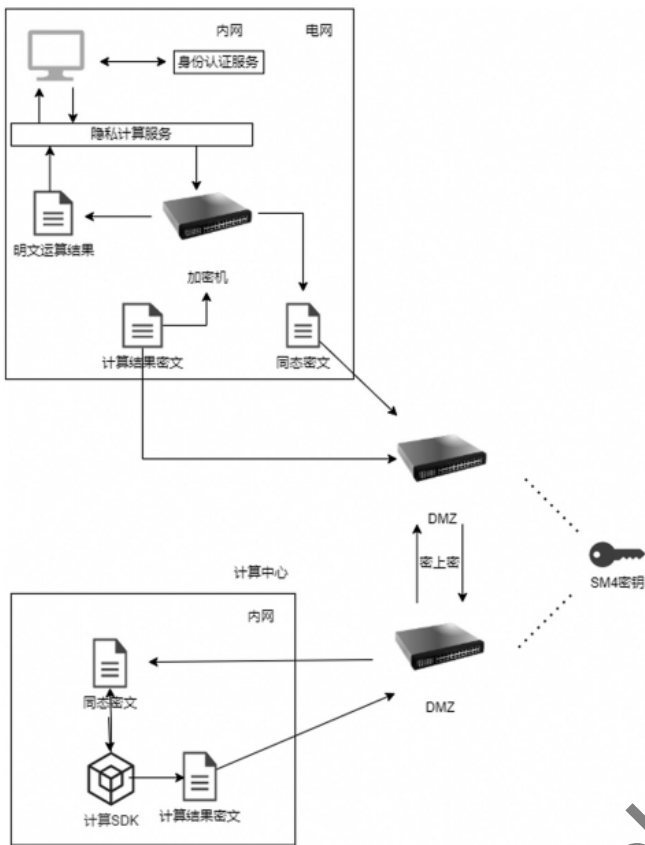 内网 电网
身份认证服务
隐私计算服务
明文运算结果
加密机
计算结果密文 同态密文
DMZ
密上密
SM4密钥
计算中心
内网
同态密文
DMZ
计算SDK 计算结果密文